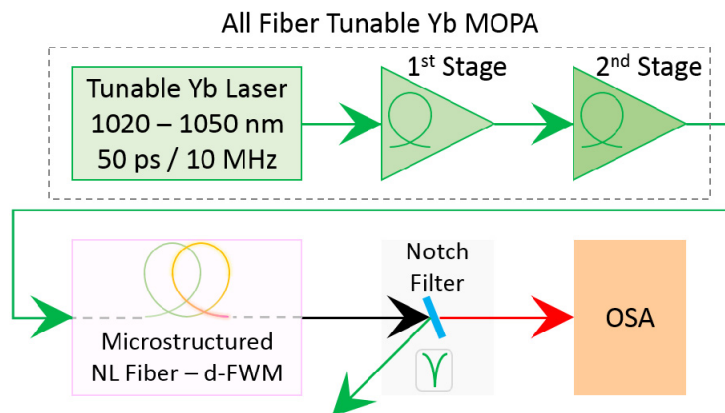 All Fiber Tunable Yb MOPA
Tunable Yb Laser
1020 – 1050 nm
50 ps / 10 MHz
1st Stage
2nd Stage
Microstructured
NL Fiber – d-FWM
Notch
Filter
OSA